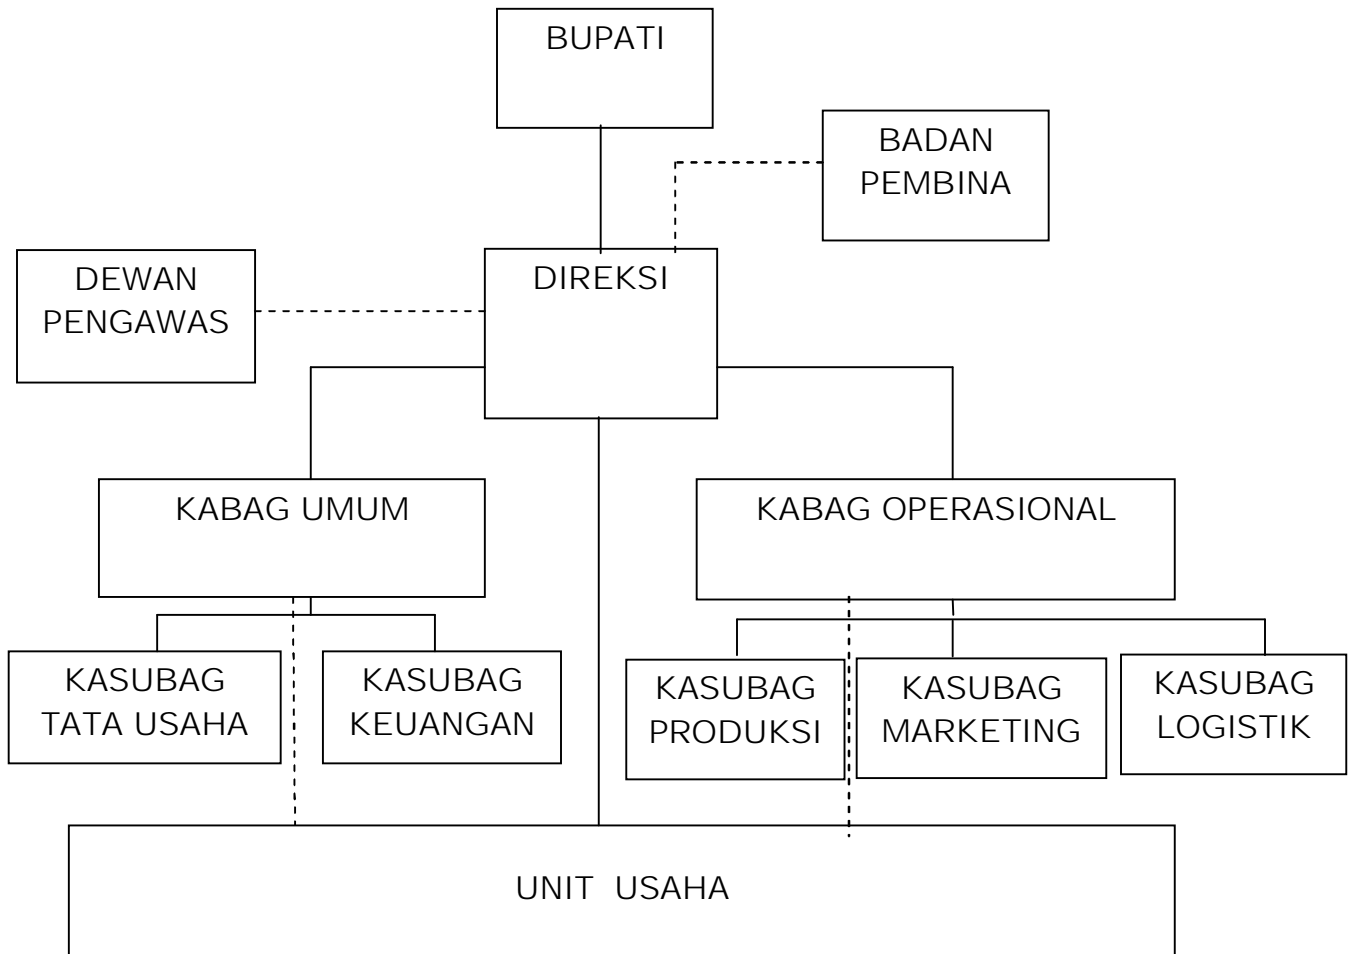 BUPATI
BADAN
PEMBINA
DEWAN
PENGAWAS
DIREKSI
KABAG UMUM
KABAG OPERASIONAL
KASUBAG
TATA USAHA
KASUBAG
KEUANGAN
KASUBAG
PRODUKSI
KASUBAG
MARKETING
KASUBAG
LOGISTIK
UNIT USAHA